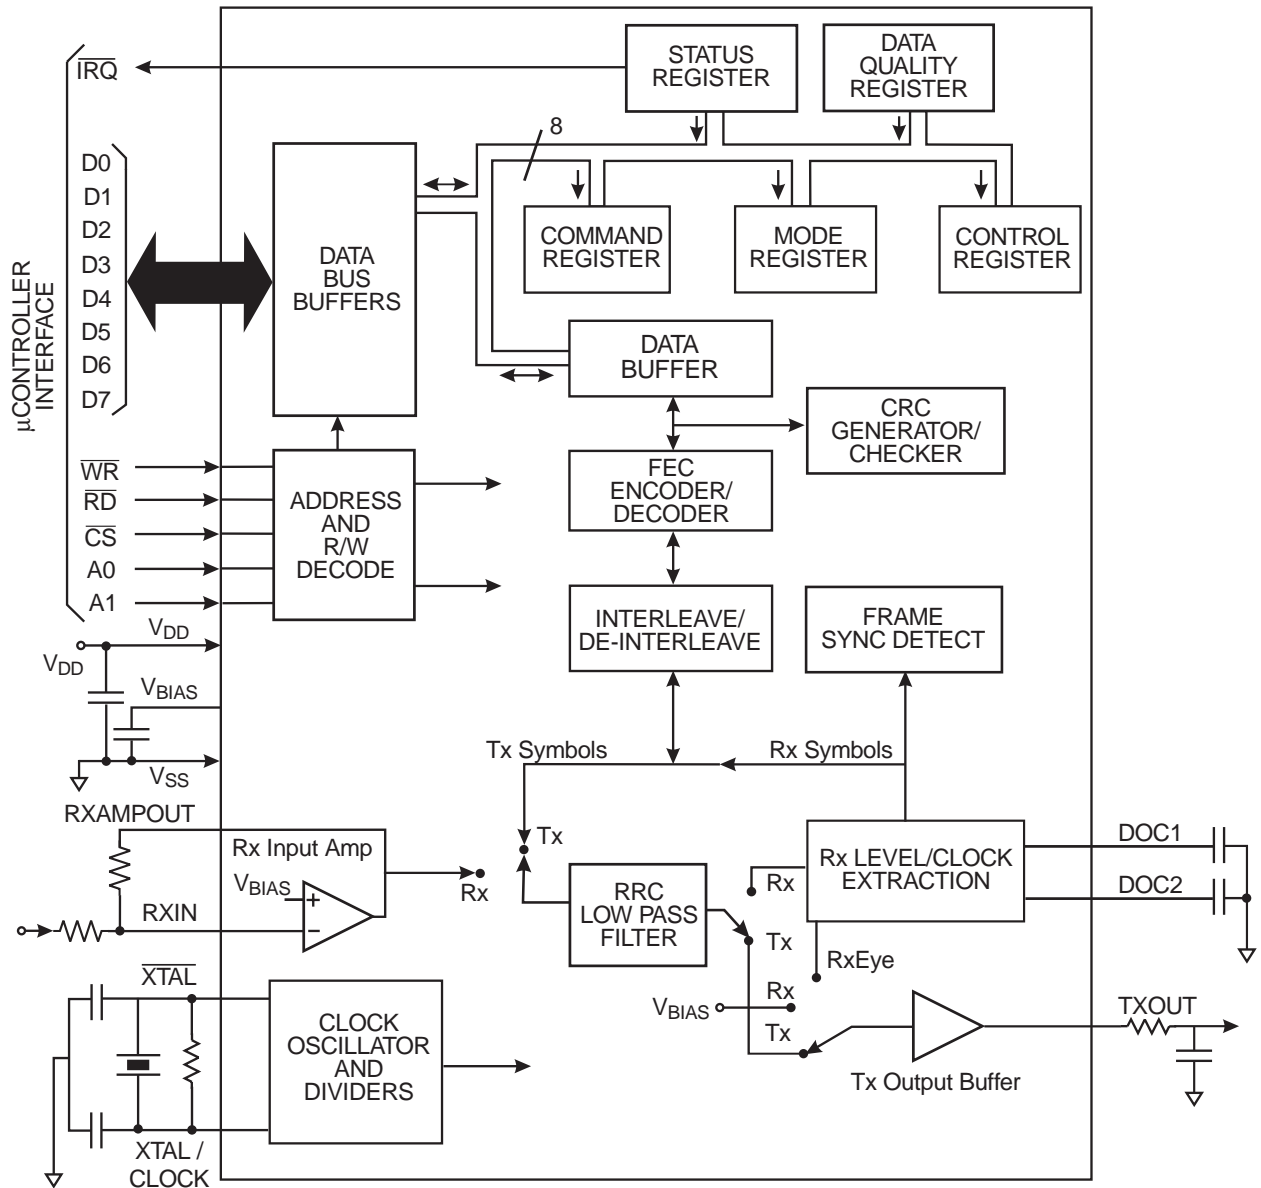 STATUS
REGISTER
DATA
QUALITY
REGISTER
IRQ
8
D0
D1
D2
D3
D4
D5
D6
D7
µCONTROLLER
INTERFACE
DATA
BUS
BUFFERS
COMMAND
REGISTER
MODE
REGISTER
CONTROL
REGISTER
DATA
BUFFER
CRC
GENERATOR/
CHECKER
WR
RD
CS
A0
A1
ADDRESS
AND
R/W
DECODE
FEC
ENCODER/
DECODER
INTERLEAVE/
DE-INTERLEAVE
FRAME
SYNC DETECT
VDD
VDD
VBIAS
VSS
Tx Symbols
Rx Symbols
RXAMPOUT
Rx Input Amp
VBIAS
+
−
RXIN
Rx
Tx
RRC
LOW PASS
FILTER
Rx
Tx
Rx LEVEL/CLOCK
EXTRACTION
DOC1
DOC2
RxEye
VBIAS
Rx
Tx
Tx Output Buffer
TXOUT
XTAL
CLOCK
OSCILLATOR
AND
DIVIDERS
XTAL /
CLOCK